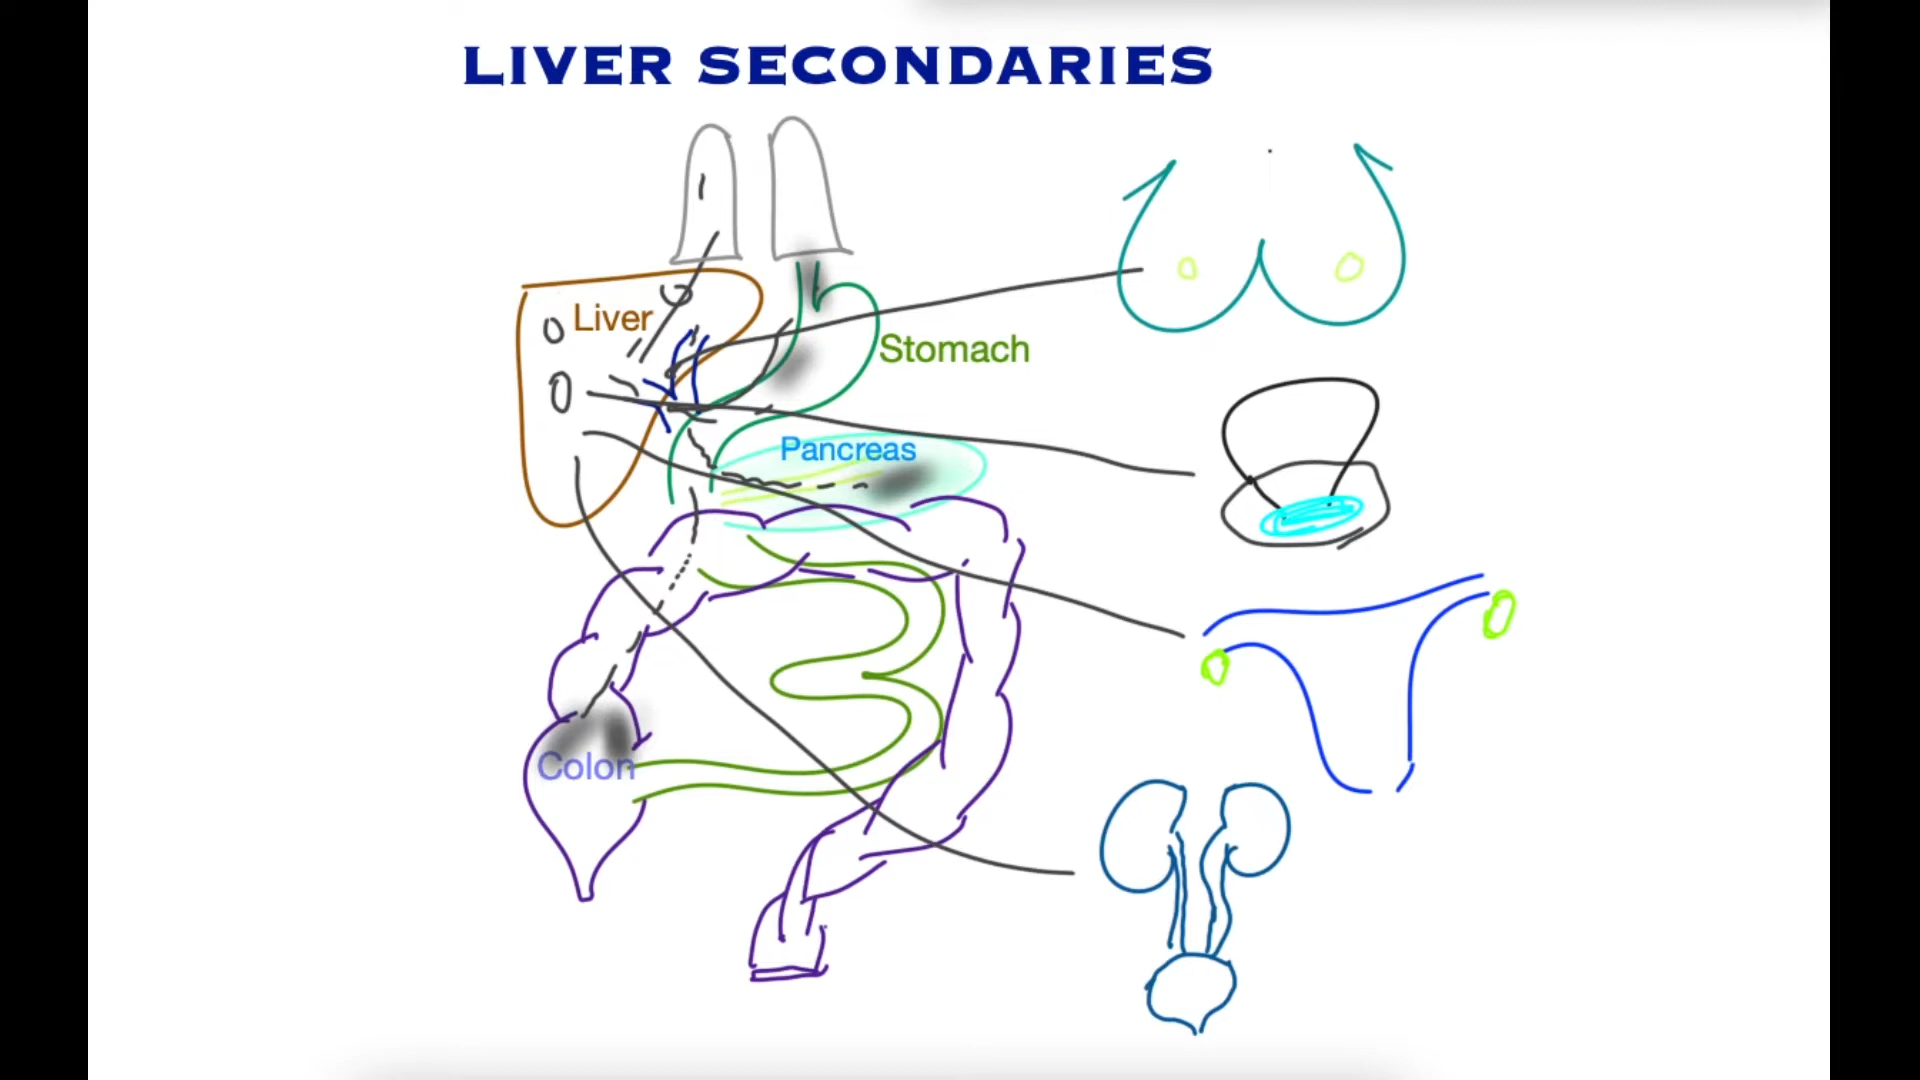 LIVER SECONDARIES
Liver
Stomach
Pancreas
Colon